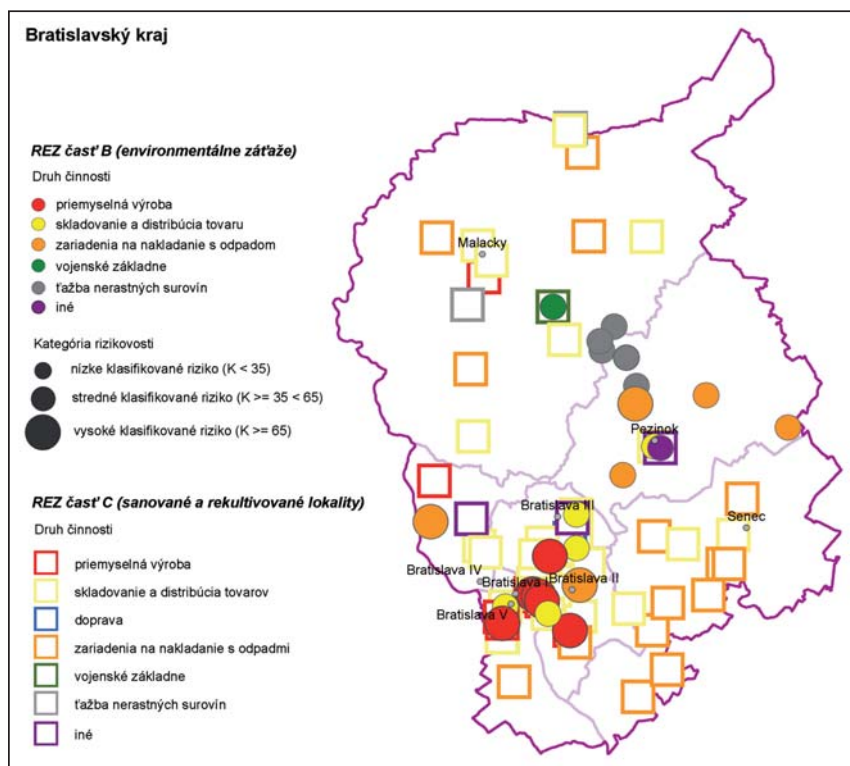 Bratislavský kraj
REZ časť B (environmentálne záťaže)
Druh činnosti
priemyselná výroba
skladovanie a distribúcia tovaru
zariadenia na nakladanie s odpadom
vojenské základne
ťažba nerastných surovín
iné
Kategória rizikovosti
nízke klasifikované riziko (K < 35)
stredné klasifikované riziko (K >= 35 < 65)
vysoké klasifikované riziko (K >= 65)
REZ časť C (sanované a rekultivované lokality)
Druh činnosti
priemyselná výroba
skladovanie a distribúcia tovarov
doprava
zariadenia na nakladanie s odpadmi
vojenské základne
ťažba nerastných surovín
iné
Malacky
Pezinok
Bratislava III
Senec
Bratislava IV
Bratislava I
Bratislava II
Bratislava V